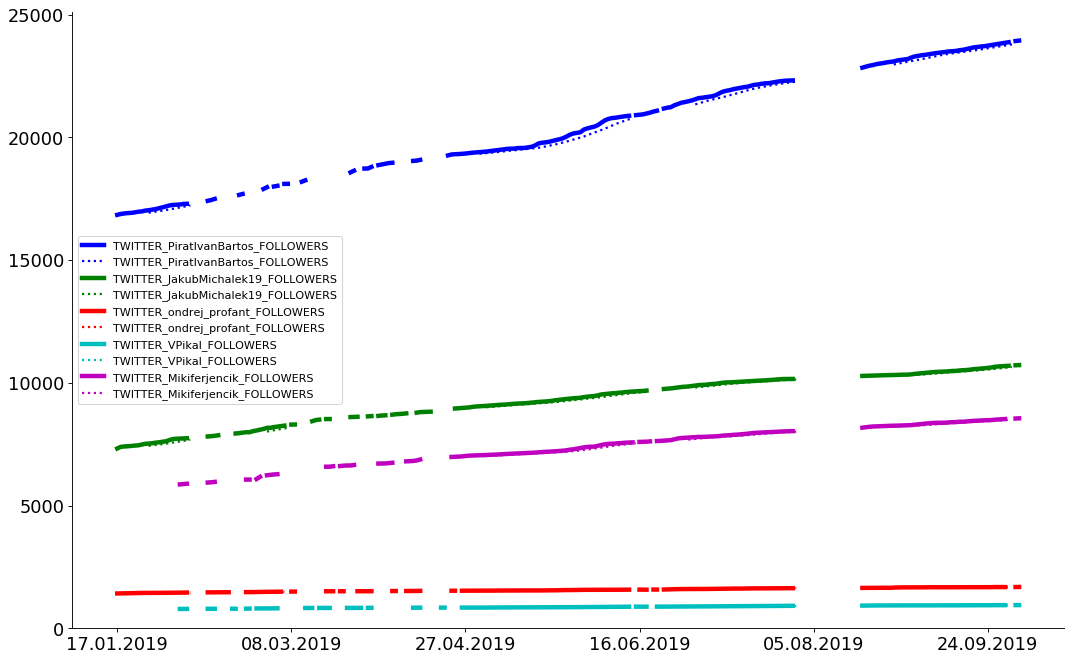 25000
20000
15000
10000
5000
0
TWITTER_PiratIvanBartos_FOLLOWERS
TWITTER_PiratIvanBartos_FOLLOWERS
TWITTER_JakubMichalek19_FOLLOWERS
TWITTER_JakubMichalek19_FOLLOWERS
TWITTER_ondrej_profant_FOLLOWERS
TWITTER_ondrej_profant_FOLLOWERS
TWITTER_VPikal_FOLLOWERS
TWITTER_VPikal_FOLLOWERS
TWITTER_Mikiferjencik_FOLLOWERS
TWITTER_Mikiferjencik_FOLLOWERS
17.01.2019 08.03.2019 27.04.2019 16.06.2019 05.08.2019 24.09.2019